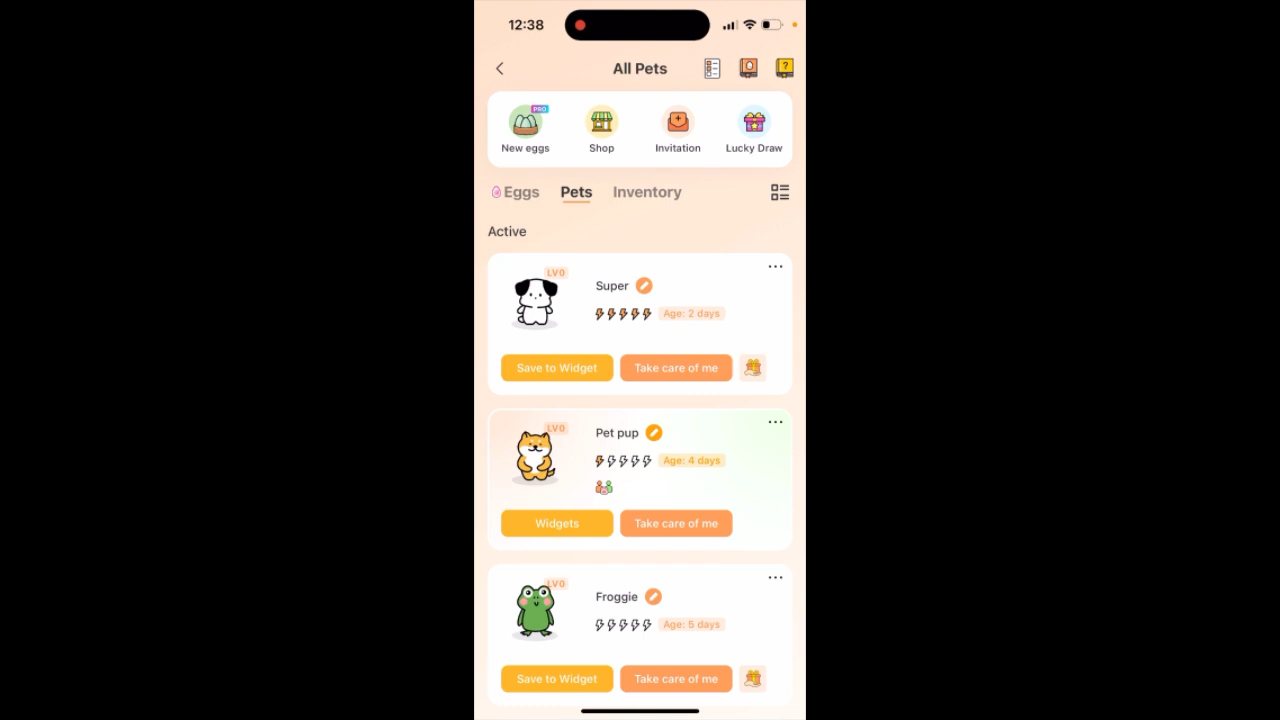 12:38
All Pets
?
PRO
New eggs
Shop
Invitation
Lucky Draw
Eggs
Pets
Inventory
Active
LV0
Super
Age: 2 days
Save to Widget
Take care of me
LV0
Pet pup
Age: 4 days
Widgets
Take care of me
LV0
Froggie
Age: 5 days
Save to Widget
Take care of me